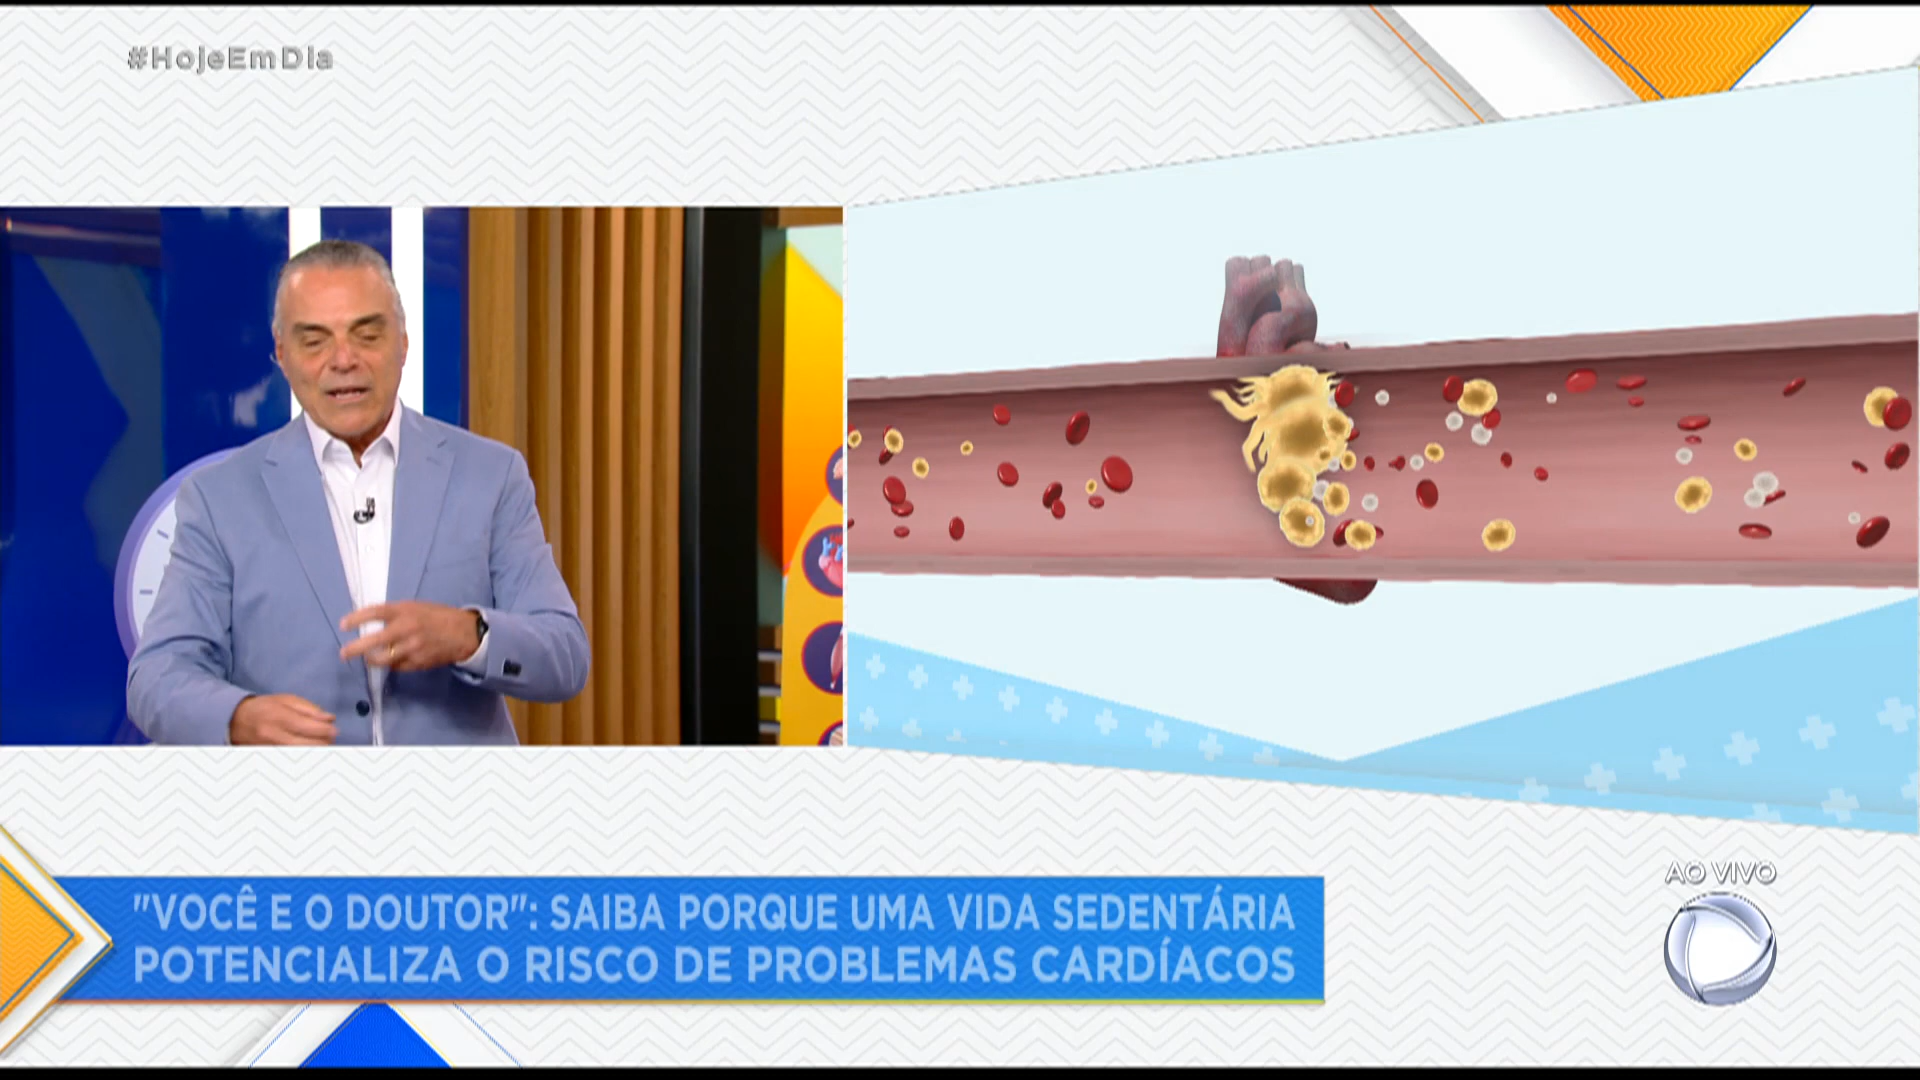 #HojeEmDia
"VOCÊ E O DOUTOR": SAIBA PORQUE UMA VIDA SEDENTÁRIA
POTENCIALIZA O RISCO DE PROBLEMAS CARDÍACOS
AO VIVO